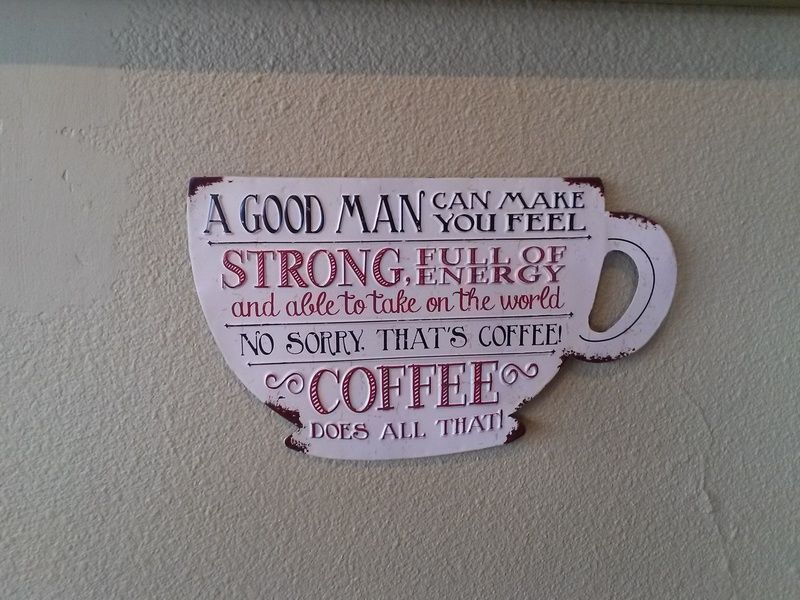 A GOOD MAN CAN MAKE
YOU FEEL
STRONG, FULL OF
ENERGY
and able to take on the world
NO SORRY. THAT'S COFFEE!
COFFEE
DOES ALL THAT!